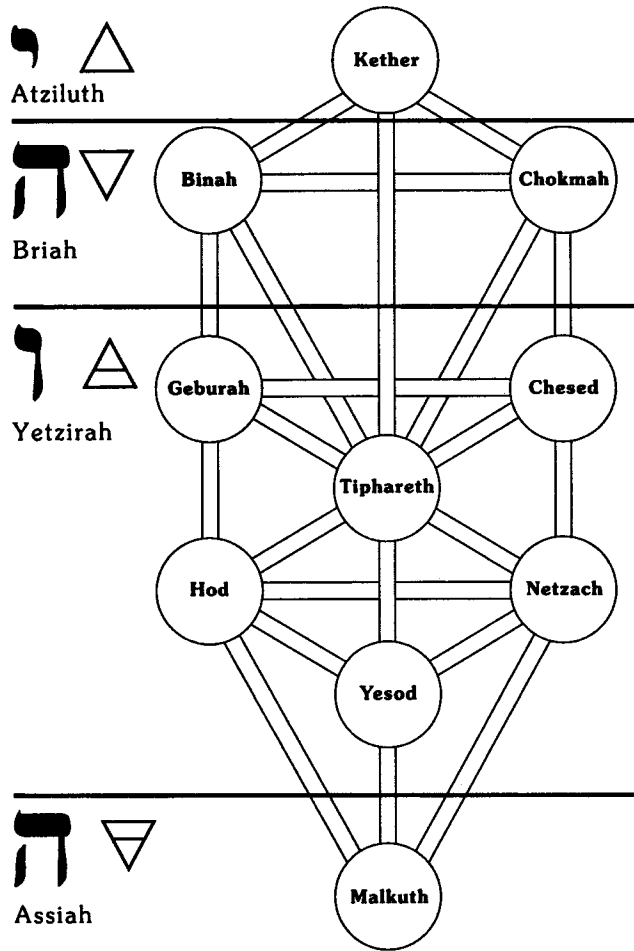 י
Kether
Atziluth
ה
Binah
Chokmah
Briah
ו
Geburah
Chesed
Yetzirah
Tiphareth
Hod
Netzach
Yesod
ה
Malkuth
Assiah